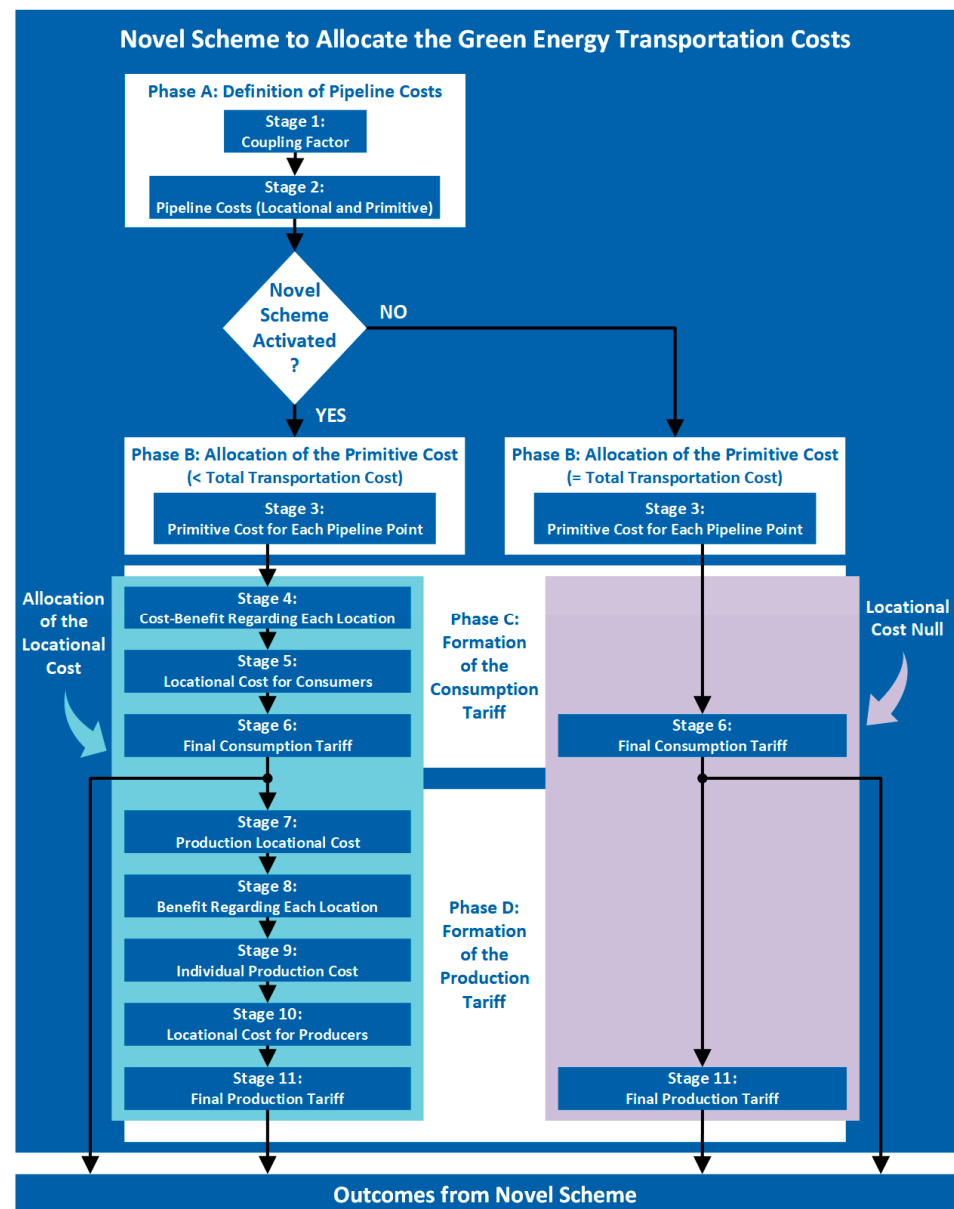 Novel Scheme to Allocate the Green Energy Transportation Costs
Phase A: Definition of Pipeline Costs
Stage 1:
Coupling Factor
Stage 2:
Pipeline Costs (Locational and Primitive)
Novel
Scheme
Activated
?
NO
YES
Phase B: Allocation of the Primitive Cost
(< Total Transportation Cost)
Stage 3:
Primitive Cost for Each Pipeline Point
Phase B: Allocation of the Primitive Cost
(= Total Transportation Cost)
Stage 3:
Primitive Cost for Each Pipeline Point
Allocation
of the
Locational
Cost
Stage 4:
Cost-Benefit Regarding Each Location
Stage 5:
Locational Cost for Consumers
Stage 6:
Final Consumption Tariff
Phase C:
Formation
of the
Consumption
Tariff
Stage 6:
Final Consumption Tariff
Locational
Cost Null
Stage 7:
Production Locational Cost
Stage 8:
Benefit Regarding Each Location
Stage 9:
Individual Production Cost
Stage 10:
Locational Cost for Producers
Stage 11:
Final Production Tariff
Phase D:
Formation
of the
Production
Tariff
Stage 11:
Final Production Tariff
Outcomes from Novel Scheme